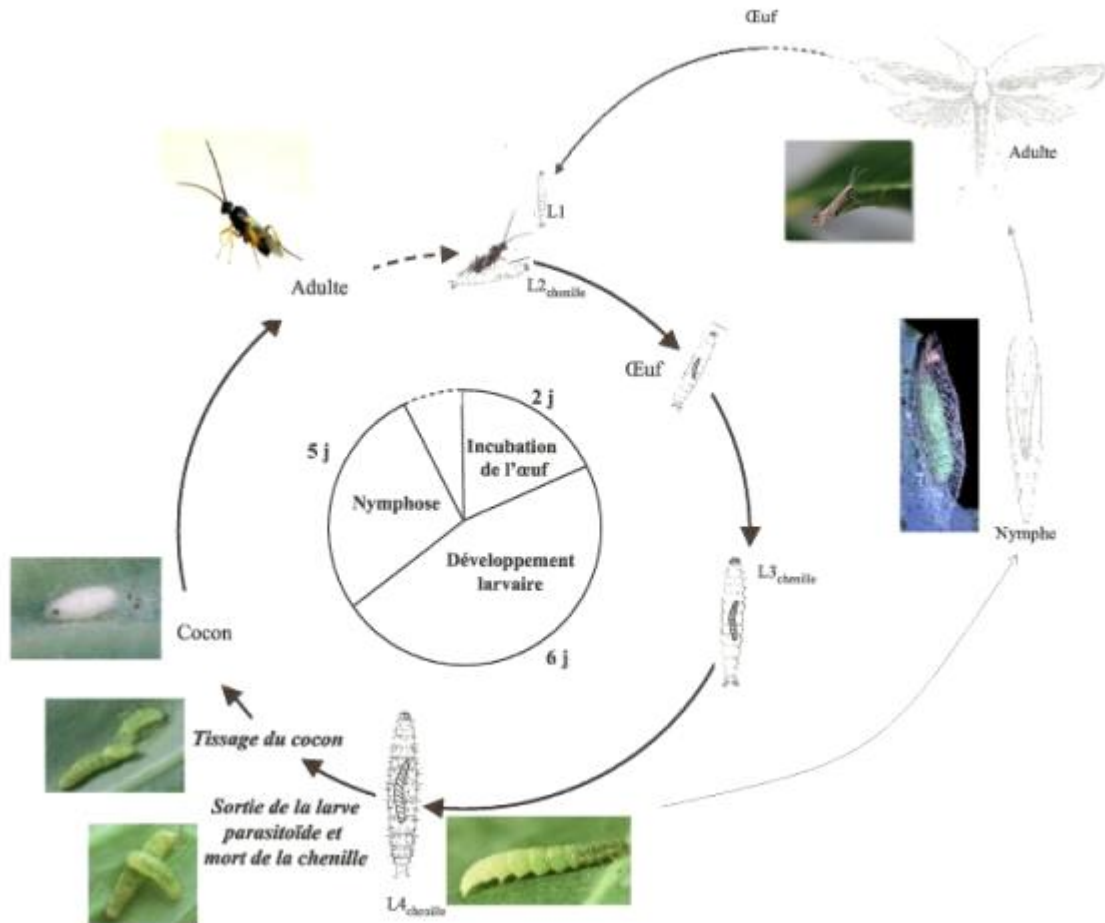 Œuf
Adulte
L1
L2chenille
Adulte
Œuf
2 j
Incubation
de l'œuf
5 j
Nymphose
Développement
larvaire
6 j
L3chenille
Nymphe
Cocon
Tissage du cocon
Sortie de la larve
parasitoïde et
mort de la chenille
L4chenille